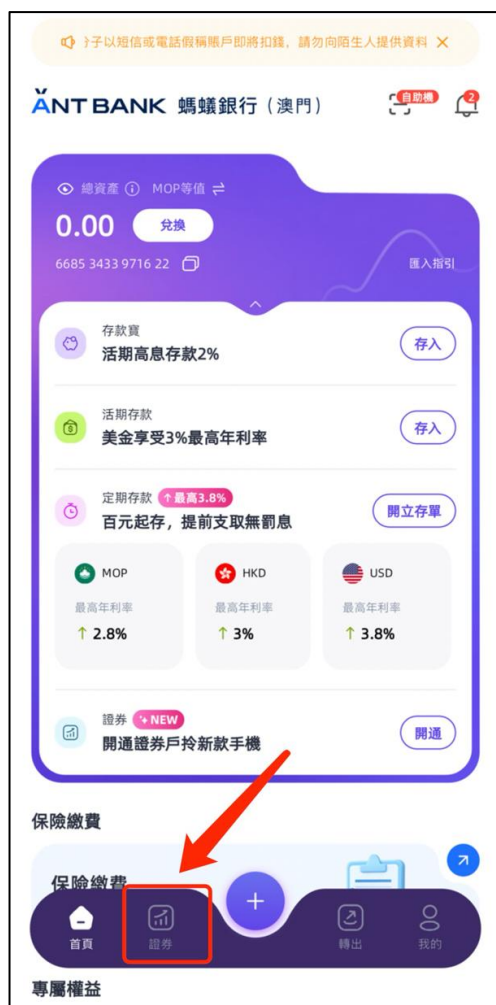 子以短信或電話假稱賬戶即將扣錢，請勿向陌生人提供資料
ANT BANK 螞蟻銀行（澳門）
自助機
2
總資產 MOP等值
0.00
兌換
6685 3433 9716 22
匯入指引
存款寶
活期高息存款2%
存入
活期存款
美金享受3%最高年利率
存入
定期存款 最高3.8%
百元起存，提前支取無罰息
開立存單
MOP
最高年利率
↑ 2.8%
HKD
最高年利率
↑ 3%
USD
最高年利率
↑ 3.8%
證券 NEW
開通證券戶拎新款手機
開通
保險繳費
保險繳費
首頁
證券
轉出
我的
專屬權益